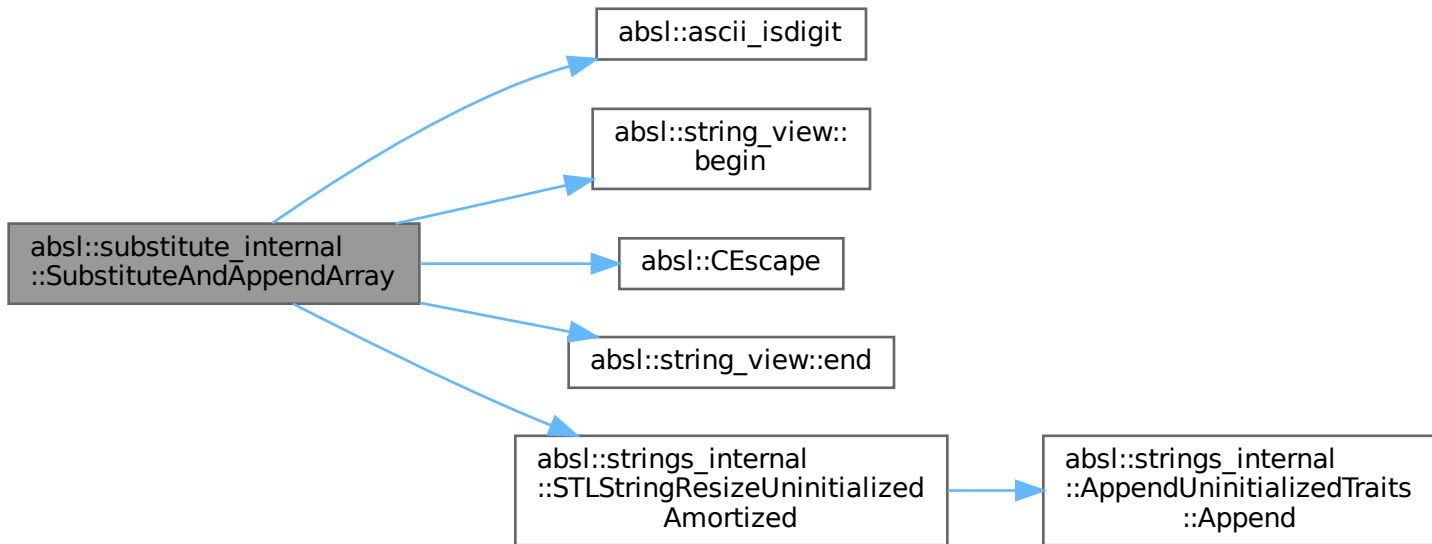 absl::ascii_isdigit
absl::string_view::
begin
absl::substitute_internal
::SubstituteAndAppendArray
absl::CEscape
absl::string_view::end
absl::strings_internal
::STLStringResizeUninitialized
Amortized
absl::strings_internal
::AppendUninitializedTraits
::Append